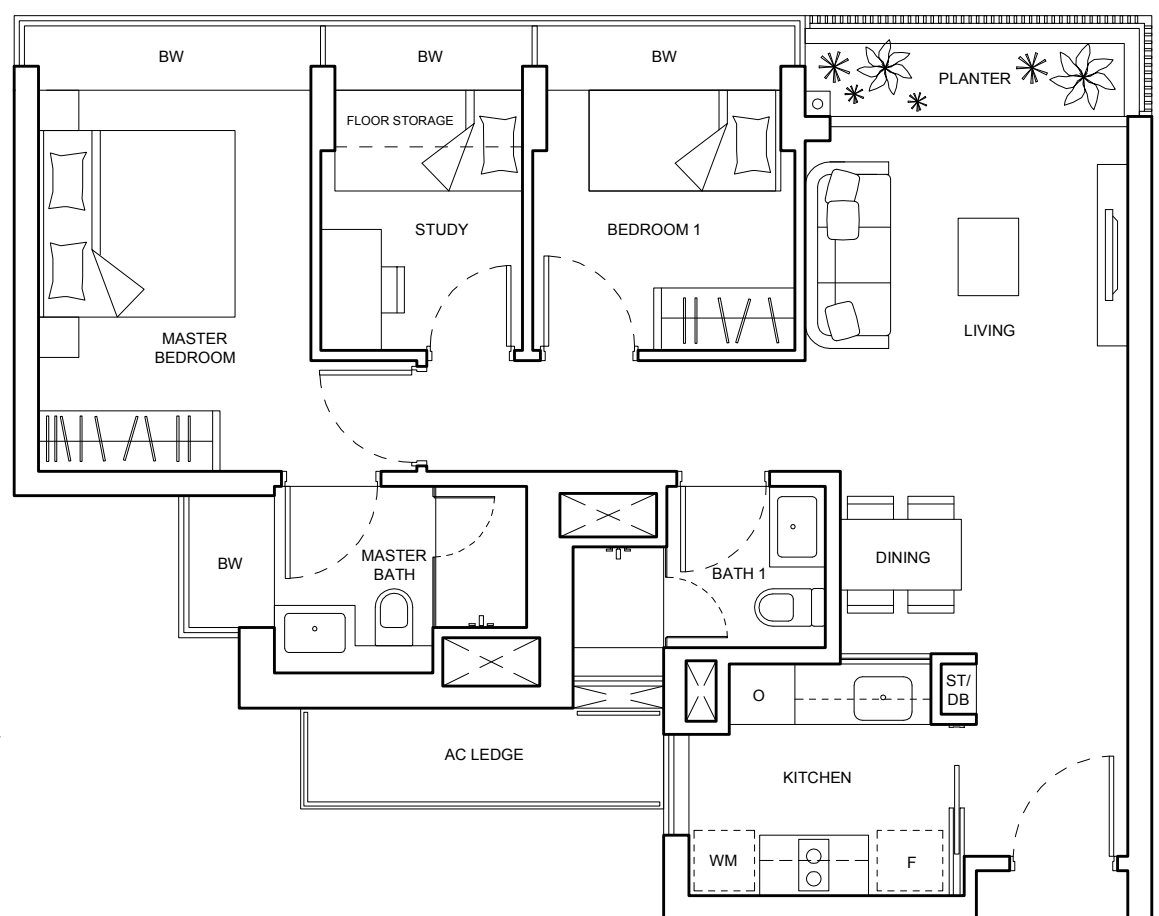 BW
BW
BW
PLANTER
FLOOR STORAGE
STUDY
BEDROOM 1
MASTER
BEDROOM
LIVING
BW
MASTER
BATH
BATH 1
DINING
ST/
DB
O
AC LEDGE
KITCHEN
WM
F